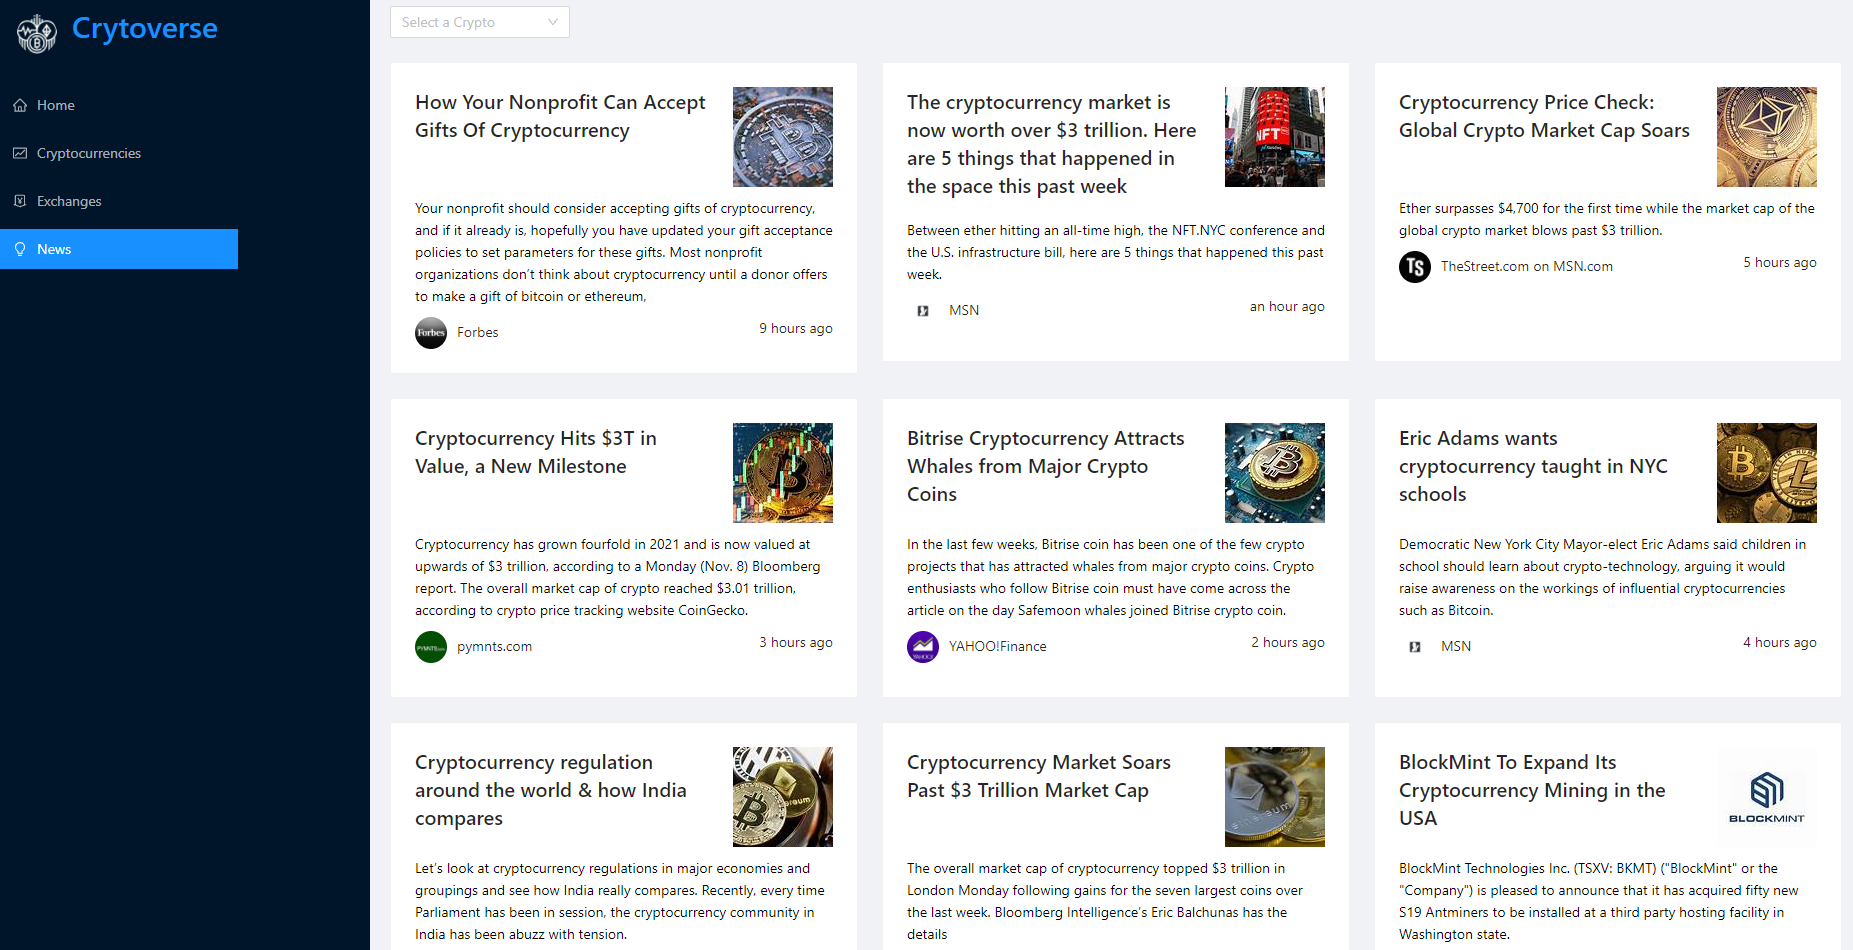 Crytoverse
Home
Cryptocurrencies
Exchanges
News
Select a Crypto
How Your Nonprofit Can Accept
Gifts Of Cryptocurrency
Your nonprofit should consider accepting gifts of cryptocurrency,
and if it already is, hopefully you have updated your gift acceptance
policies to set parameters for these gifts. Most nonprofit
organizations don’t think about cryptocurrency until a donor offers
to make a gift of bitcoin or ethereum,
Forbes
Forbes
9 hours ago
The cryptocurrency market is
now worth over $3 trillion. Here
are 5 things that happened in
the space this past week
NFT
Between ether hitting an all-time high, the NFT.NYC conference and
the U.S. infrastructure bill, here are 5 things that happened this past
week.
MSN
an hour ago
Cryptocurrency Price Check:
Global Crypto Market Cap Soars
Ether surpasses $4,700 for the first time while the market cap of the
global crypto market blows past $3 trillion.
TS
TheStreet.com on MSN.com
5 hours ago
Cryptocurrency Hits $3T in
Value, a New Milestone
Cryptocurrency has grown fourfold in 2021 and is now valued at
upwards of $3 trillion, according to a Monday (Nov. 8) Bloomberg
report. The overall market cap of crypto reached $3.01 trillion,
according to crypto price tracking website CoinGecko.
PYMNTS.com
pymnts.com
3 hours ago
Bitrise Cryptocurrency Attracts
Whales from Major Crypto
Coins
In the last few weeks, Bitrise coin has been one of the few crypto
projects that has attracted whales from major crypto coins. Crypto
enthusiasts who follow Bitrise coin must have come across the
article on the day Safemoon whales joined Bitrise crypto coin.
YAHOO!
YAHOO!Finance
2 hours ago
Eric Adams wants
cryptocurrency taught in NYC
schools
Democratic New York City Mayor-elect Eric Adams said children in
school should learn about crypto-technology, arguing it would
raise awareness on the workings of influential cryptocurrencies
such as Bitcoin.
MSN
4 hours ago
Cryptocurrency regulation
around the world & how India
compares
Let’s look at cryptocurrency regulations in major economies and
groupings and see how India really compares. Recently, every time
Parliament has been in session, the cryptocurrency community in
India has been abuzz with tension.
Cryptocurrency Market Soars
Past $3 Trillion Market Cap
The overall market cap of cryptocurrency topped $3 trillion in
London Monday following gains for the seven largest coins over
the last week. Bloomberg Intelligence’s Eric Balchunas has the
details
BlockMint To Expand Its
Cryptocurrency Mining in the
USA
BLOCKMINT
BlockMint Technologies Inc. (TSXV: BKMT) ("BlockMint" or the
"Company") is pleased to announce that it has acquired fifty new
S19 Antminers to be installed at a third party hosting facility in
Washington state.